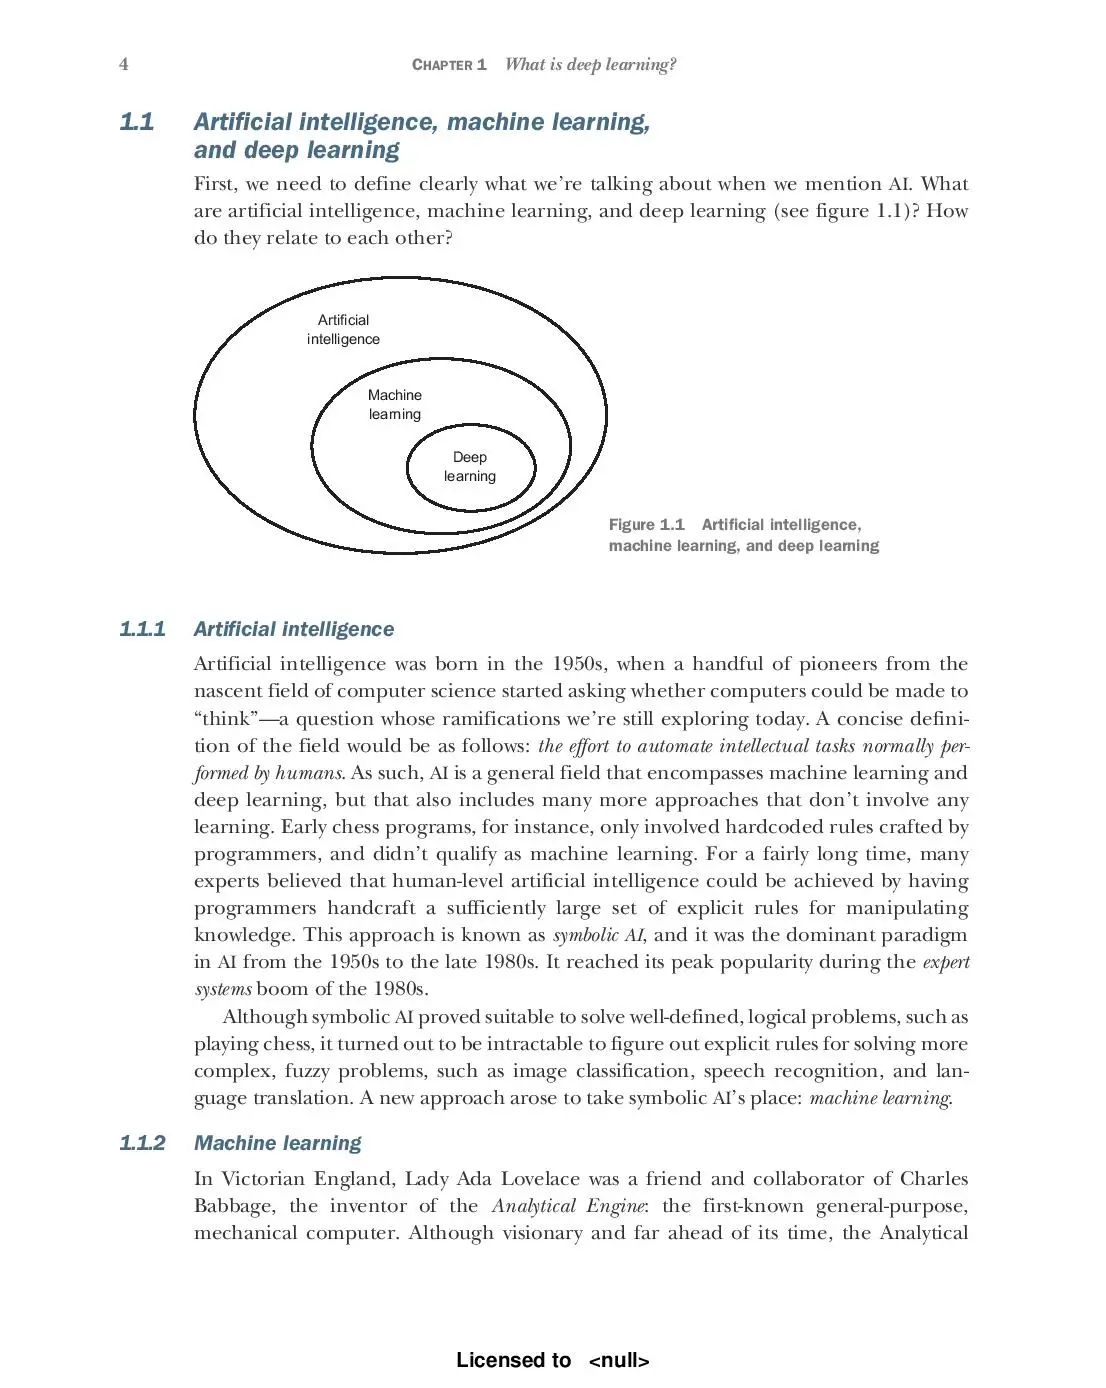 4 CHAPTER 1 What is deep learning?
1.1 Artificial intelligence, machine learning,
and deep learning
First, we need to define clearly what we’re talking about when we mention AI. What
are artificial intelligence, machine learning, and deep learning (see figure 1.1)? How
do they relate to each other?
Artificial
intelligence
Machine
learning
Deep
learning
Figure 1.1 Artificial intelligence,
machine learning, and deep learning
1.1.1 Artificial intelligence
Artificial intelligence was born in the 1950s, when a handful of pioneers from the
nascent field of computer science started asking whether computers could be made to
“think”—a question whose ramifications we’re still exploring today. A concise defini-
tion of the field would be as follows: the effort to automate intellectual tasks normally per-
formed by humans. As such, AI is a general field that encompasses machine learning and
deep learning, but that also includes many more approaches that don’t involve any
learning. Early chess programs, for instance, only involved hardcoded rules crafted by
programmers, and didn’t qualify as machine learning. For a fairly long time, many
experts believed that human-level artificial intelligence could be achieved by having
programmers handcraft a sufficiently large set of explicit rules for manipulating
knowledge. This approach is known as symbolic AI, and it was the dominant paradigm
in AI from the 1950s to the late 1980s. It reached its peak popularity during the expert
systems boom of the 1980s.
Although symbolic AI proved suitable to solve well-defined, logical problems, such as
playing chess, it turned out to be intractable to figure out explicit rules for solving more
complex, fuzzy problems, such as image classification, speech recognition, and lan-
guage translation. A new approach arose to take symbolic AI’s place: machine learning.
1.1.2 Machine learning
In Victorian England, Lady Ada Lovelace was a friend and collaborator of Charles
Babbage, the inventor of the Analytical Engine: the first-known general-purpose,
mechanical computer. Although visionary and far ahead of its time, the Analytical
Licensed to <null>